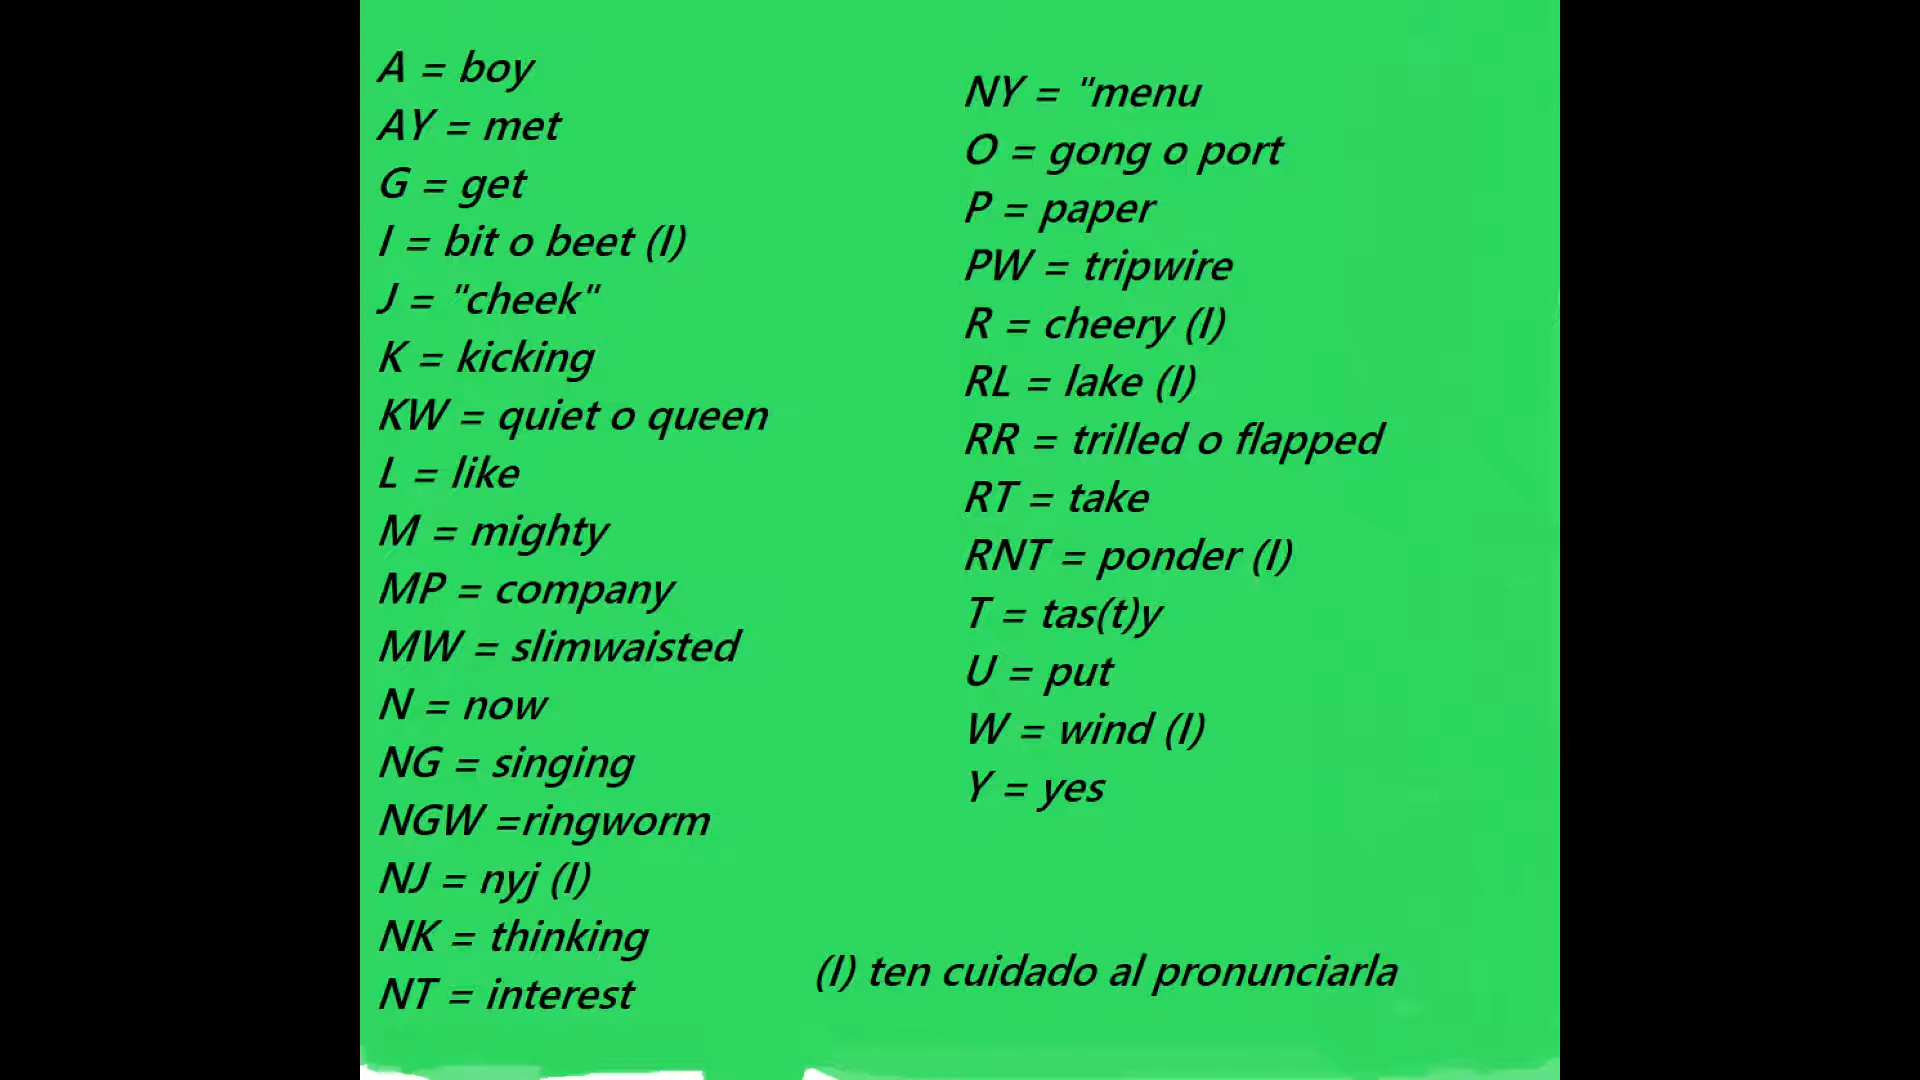 A = boy
AY = met
G = get
I = bit o beet (l)
J = "cheek"
K = kicking
KW = quiet o queen
L = like
M = mighty
MP = company
MW = slimwaisted
N = now
NG = singing
NGW =ringworm
NJ = nyj (l)
NK = thinking
NT = interest
NY = "menu
O = gong o port
P = paper
PW = tripwire
R = cheery (l)
RL = lake (l)
RR = trilled o flapped
RT = take
RNT = ponder (l)
T = tas(t)y
U = put
W = wind (l)
Y = yes
(l) ten cuidado al pronunciarla